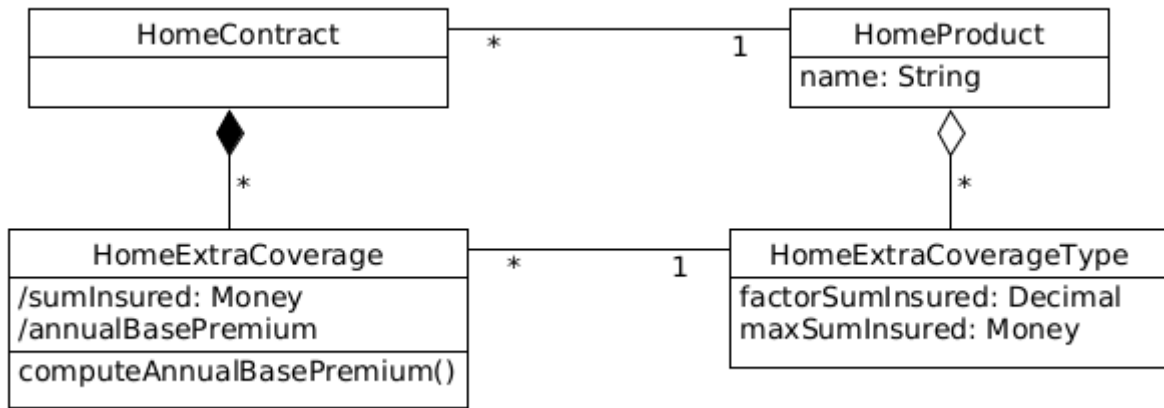 HomeContract
* 1
HomeProduct
name: String
*
*
HomeExtraCoverage
/sumInsured: Money
/annualBasePremium
computeAnnualBasePremium()
* 1
HomeExtraCoverageType
factorSumInsured: Decimal
maxSumInsured: Money